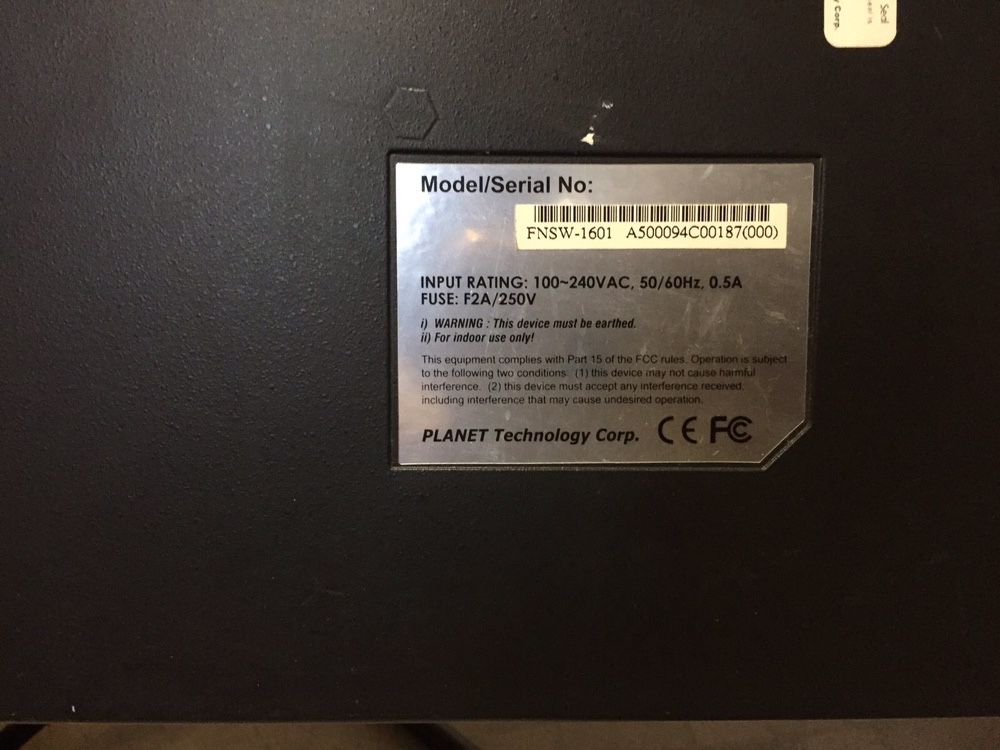 Seal
y Corp.
Model/Serial No:
FNSW-1601 A500094C00187(000)
INPUT RATING: 100~240VAC, 50/60Hz, 0.5A
FUSE: F2A/250V
i) WARNING : This device must be earthed.
ii) For indoor use only!
This equipment complies with Part 15 of the FCC rules. Operation is subject
to the following two conditions: (1) this device may not cause harmful
interference. (2) this device must accept any interference received,
including interference that may cause undesired operation.
PLANET Technology Corp. CE FC